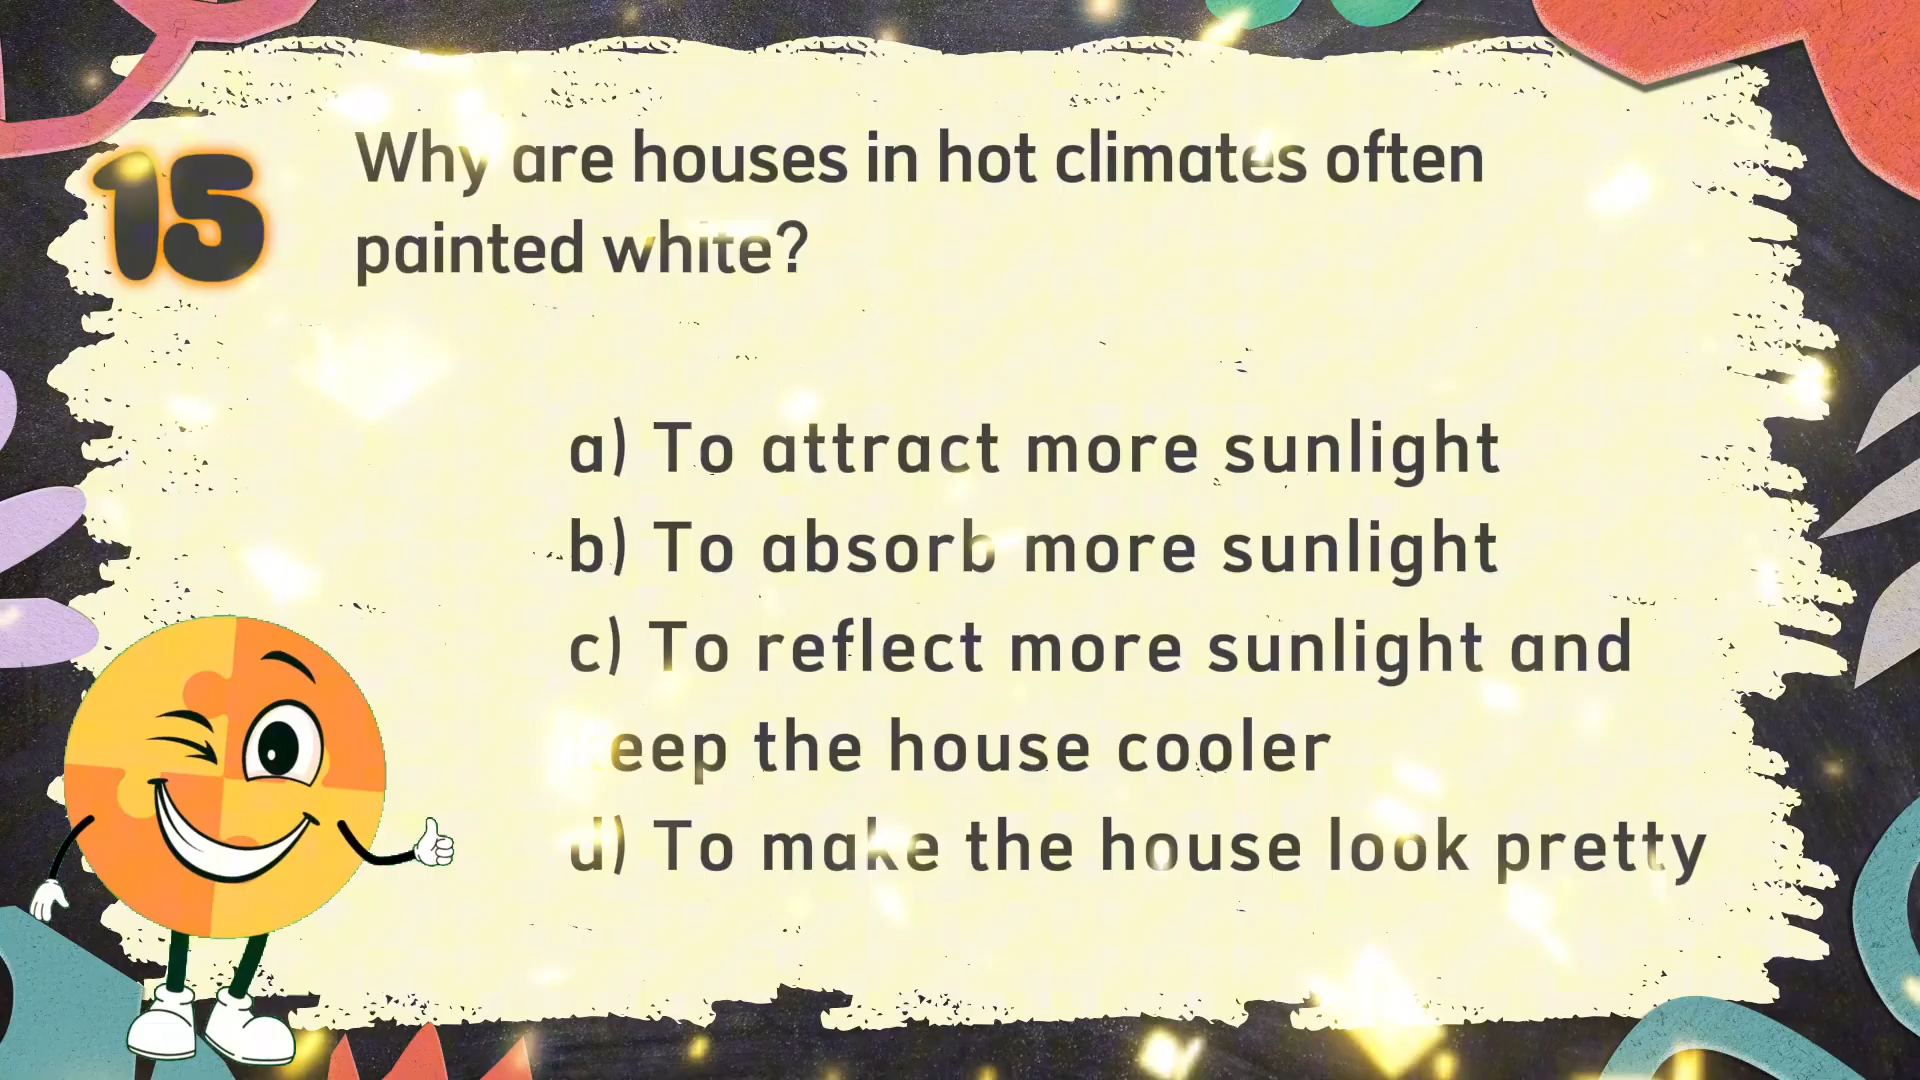 15
Why are houses in hot climates often
painted white?
a) To attract more sunlight
b) To absorb more sunlight
c) To reflect more sunlight and
keep the house cooler
d) To make the house look pretty